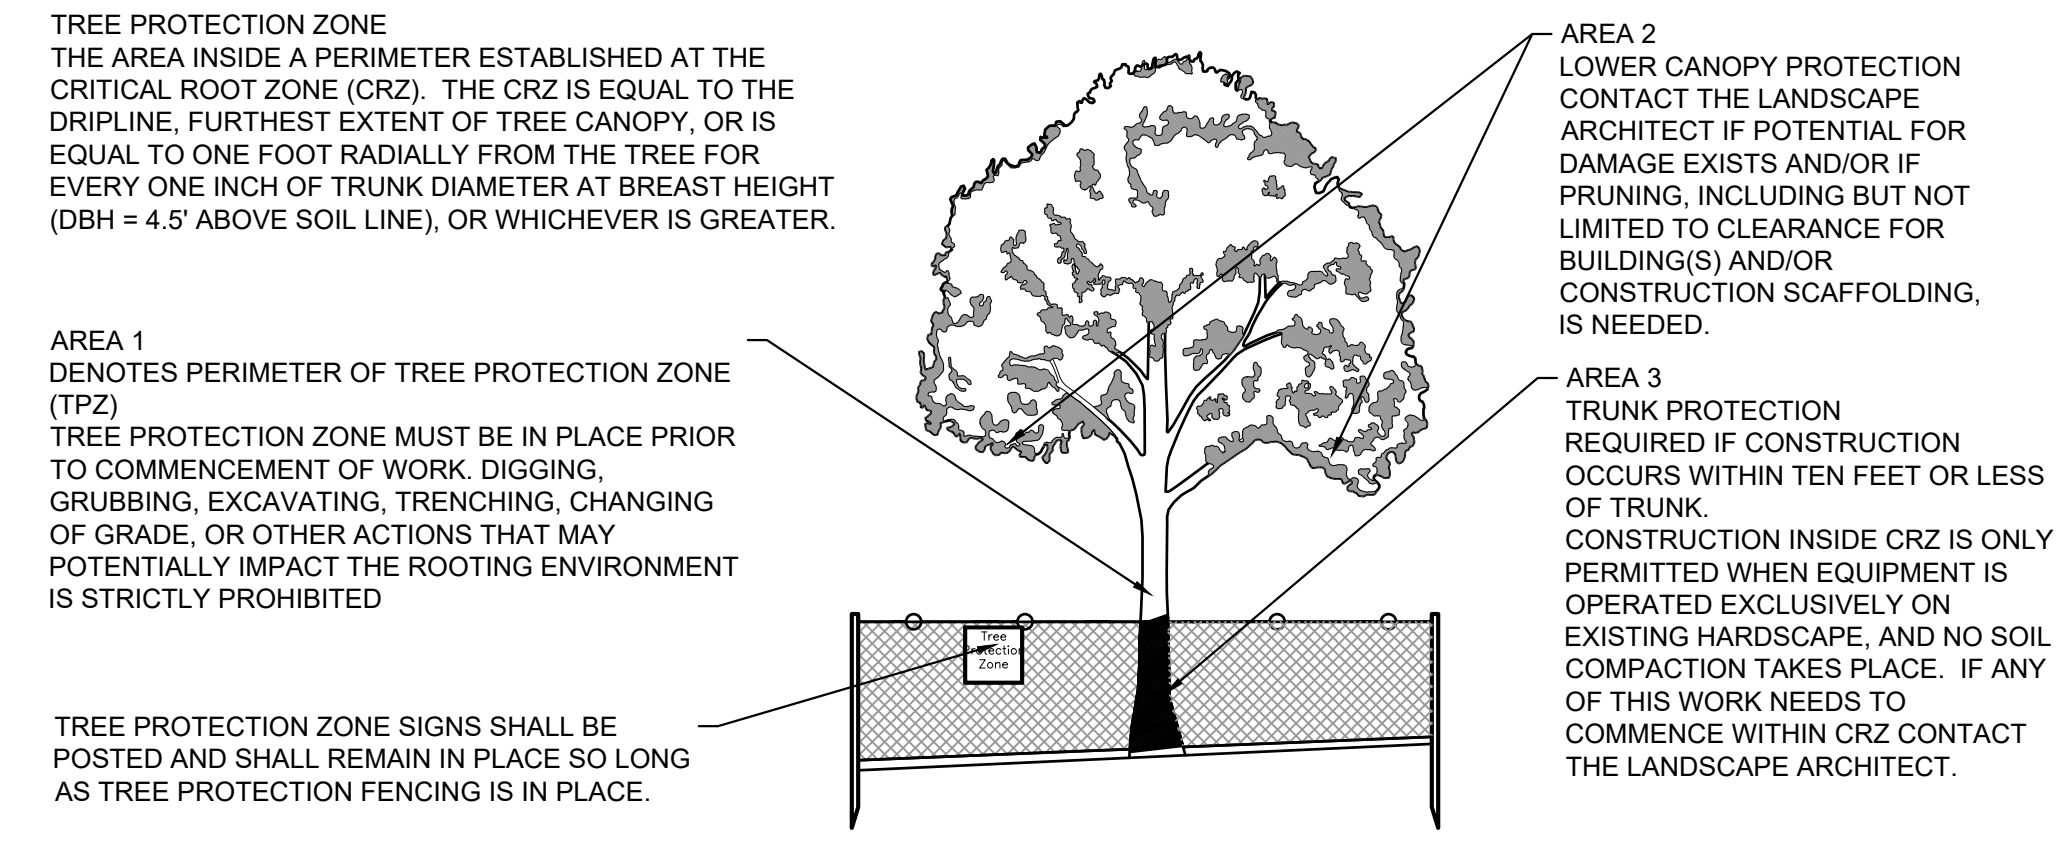 TREE PROTECTION ZONE
THE AREA INSIDE A PERIMETER ESTABLISHED AT THE
CRITICAL ROOT ZONE (CRZ).  THE CRZ IS EQUAL TO THE
DRIPLINE, FURTHEST EXTENT OF TREE CANOPY, OR IS
EQUAL TO ONE FOOT RADIALLY FROM THE TREE FOR
EVERY ONE INCH OF TRUNK DIAMETER AT BREAST HEIGHT
(DBH = 4.5' ABOVE SOIL LINE), OR WHICHEVER IS GREATER.
AREA 1
DENOTES PERIMETER OF TREE PROTECTION ZONE
(TPZ)
TREE PROTECTION ZONE MUST BE IN PLACE PRIOR
TO COMMENCEMENT OF WORK. DIGGING,
GRUBBING, EXCAVATING, TRENCHING, CHANGING
OF GRADE, OR OTHER ACTIONS THAT MAY
POTENTIALLY IMPACT THE ROOTING ENVIRONMENT
IS STRICTLY PROHIBITED
TREE PROTECTION ZONE SIGNS SHALL BE
POSTED AND SHALL REMAIN IN PLACE SO LONG
AS TREE PROTECTION FENCING IS IN PLACE.
Tree
Protection
Zone
AREA 2
LOWER CANOPY PROTECTION
CONTACT THE LANDSCAPE
ARCHITECT IF POTENTIAL FOR
DAMAGE EXISTS AND/OR IF
PRUNING, INCLUDING BUT NOT
LIMITED TO CLEARANCE FOR
BUILDING(S) AND/OR
CONSTRUCTION SCAFFOLDING,
IS NEEDED.
AREA 3
TRUNK PROTECTION
REQUIRED IF CONSTRUCTION
OCCURS WITHIN TEN FEET OR LESS
OF TRUNK.
CONSTRUCTION INSIDE CRZ IS ONLY
PERMITTED WHEN EQUIPMENT IS
OPERATED EXCLUSIVELY ON
EXISTING HARDSCAPE, AND NO SOIL
COMPACTION TAKES PLACE.  IF ANY
OF THIS WORK NEEDS TO
COMMENCE WITHIN CRZ CONTACT
THE LANDSCAPE ARCHITECT.